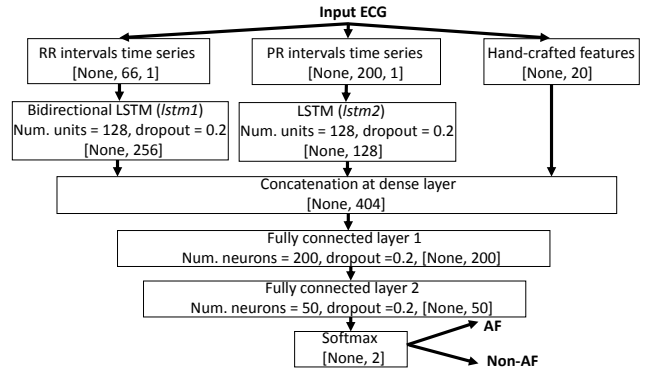 Input ECG
RR intervals time series
[None, 66, 1]
PR intervals time series
[None, 200, 1]
Hand-crafted features
[None, 20]
Bidirectional LSTM (lstm1)
Num. units = 128, dropout = 0.2
[None, 256]
LSTM (lstm2)
Num. units = 128, dropout = 0.2
[None, 128]
Concatenation at dense layer
[None, 404]
Fully connected layer 1
Num. neurons = 200, dropout =0.2, [None, 200]
Fully connected layer 2
Num. neurons = 50, dropout =0.2, [None, 50]
Softmax
[None, 2]
AF
Non-AF